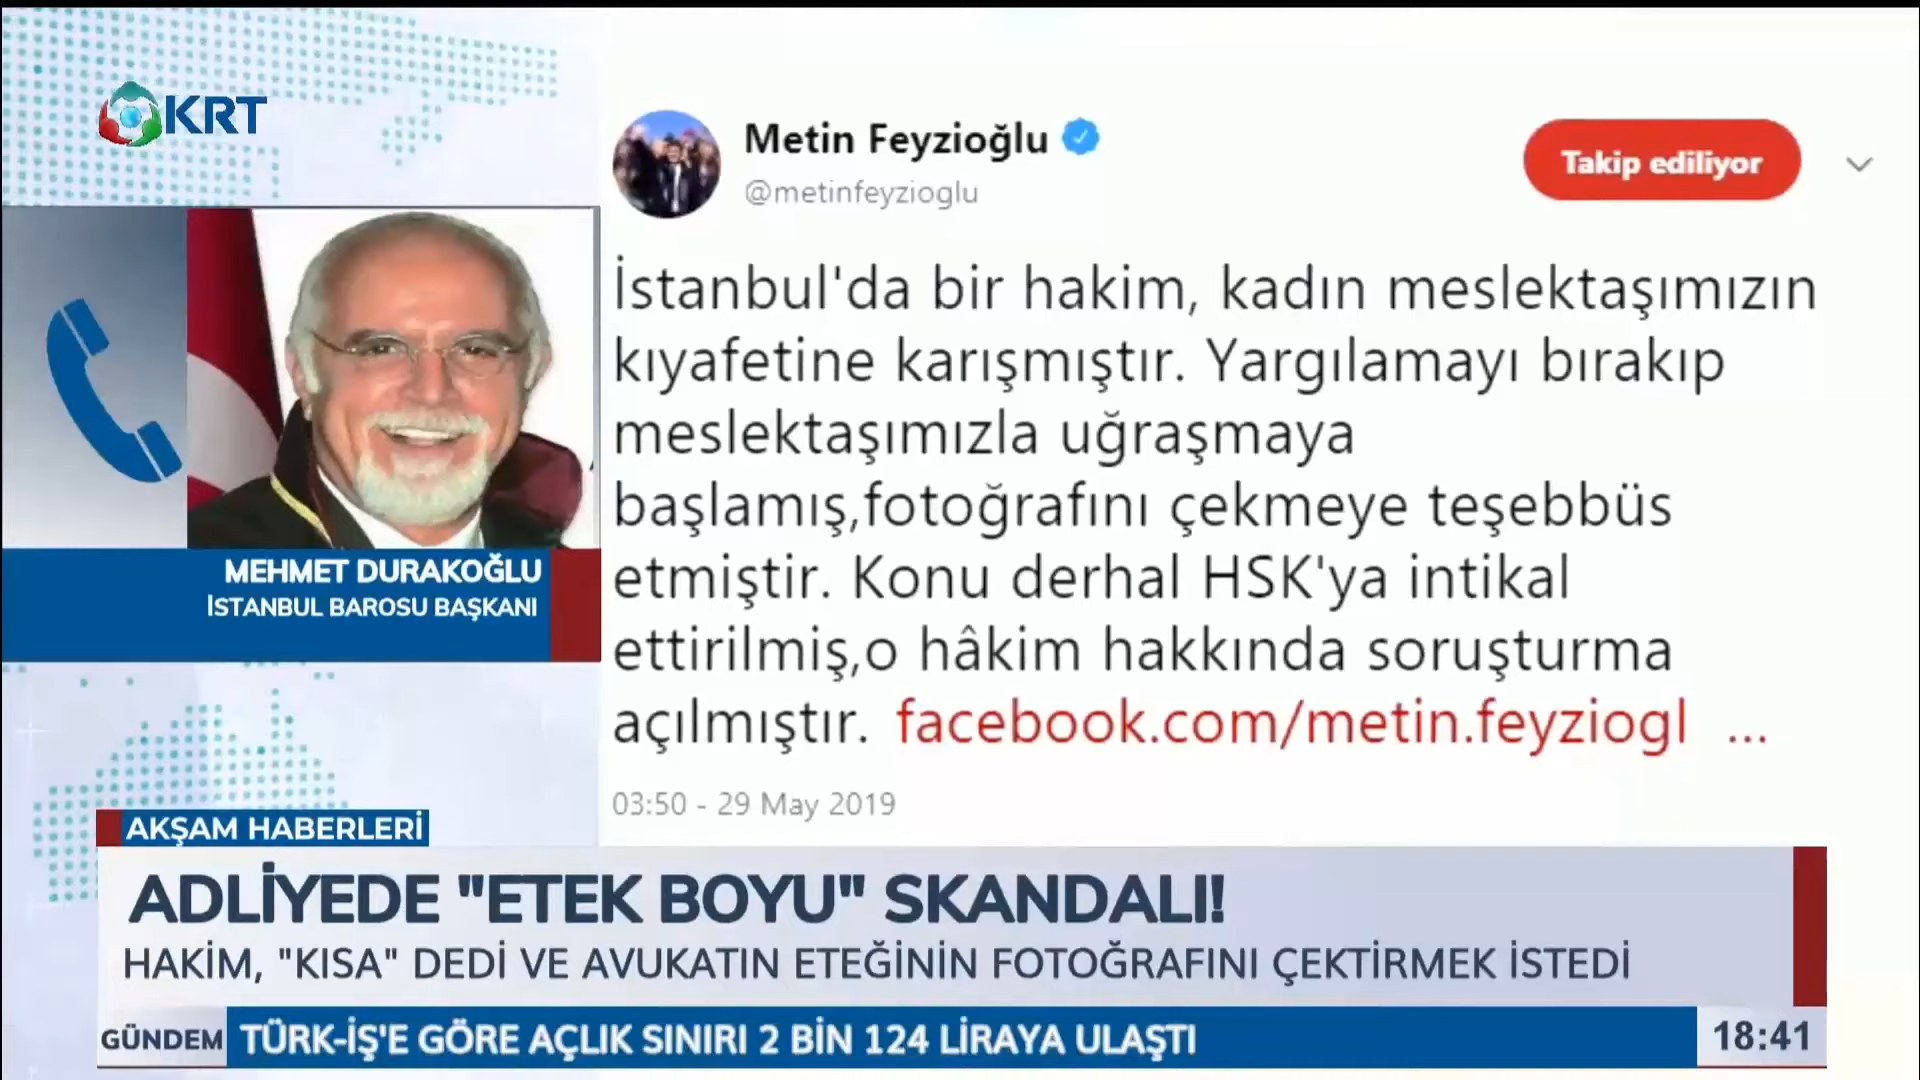 KRT
Metin Feyzioğlu
@metinfeyzioglu
Takip ediliyor
İstanbul'da bir hakim, kadın meslektaşımızın
kıyafetine karışmıştır. Yargılamayı bırakıp
meslektaşımızla uğraşmaya
başlamış,fotoğrafını çekmeye teşebbüs
etmiştir. Konu derhal HSK'ya intikal
ettirilmiş,o hâkim hakkında soruşturma
açılmıştır. facebook.com/metin.feyziogl ...
03:50 - 29 May 2019
MEHMET DURAKOĞLU
İSTANBUL BAROSU BAŞKANI
AKŞAM HABERLERİ
ADLİYEDE "ETEK BOYU" SKANDALI!
HAKİM, "KISA" DEDİ VE AVUKATIN ETEĞİNİN FOTOĞRAFINI ÇEKTİRMEK İSTEDİ
GÜNDEM TÜRK-İŞ'E GÖRE AÇLIK SINIRI 2 BİN 124 LİRAYA ULAŞTI 18:41